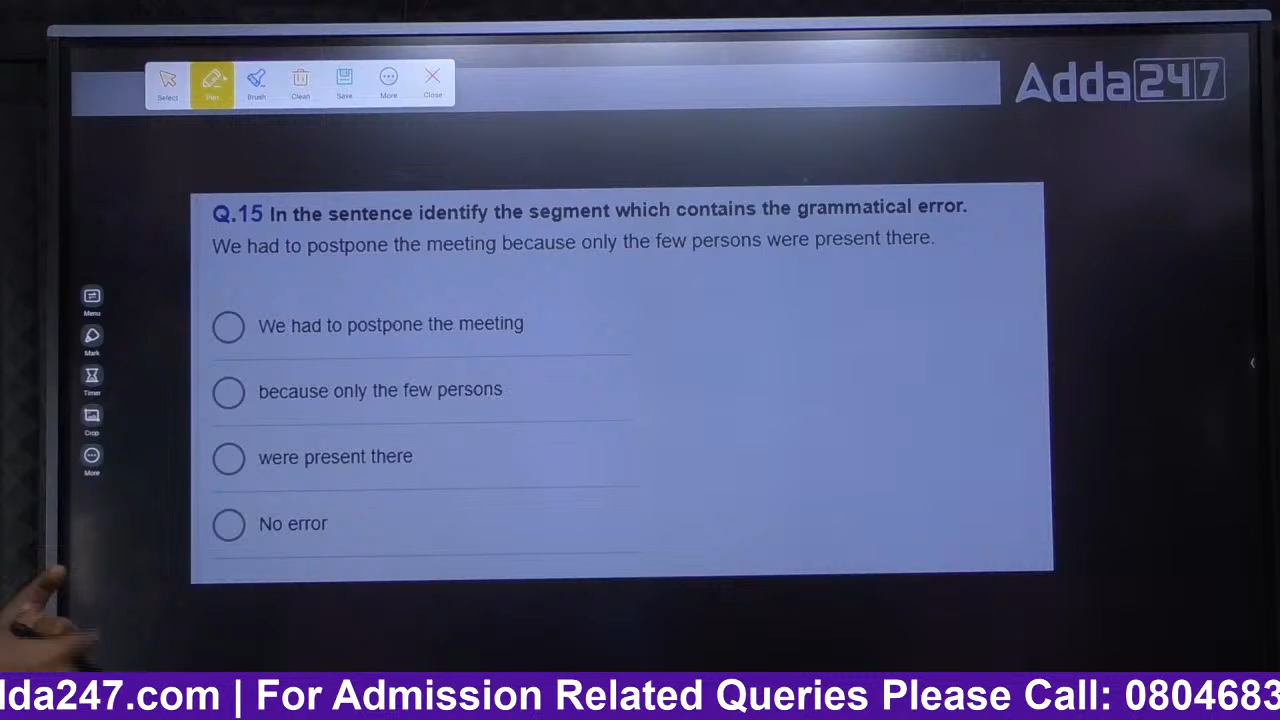 Select Pen Brush Clean Save More Close
Adda247
Q.15 In the sentence identify the segment which contains the grammatical error.
We had to postpone the meeting because only the few persons were present there.
We had to postpone the meeting
because only the few persons
were present there
No error
Menu
Mark
Timer
Crop
More
dda247.com | For Admission Related Queries Please Call: 0804683